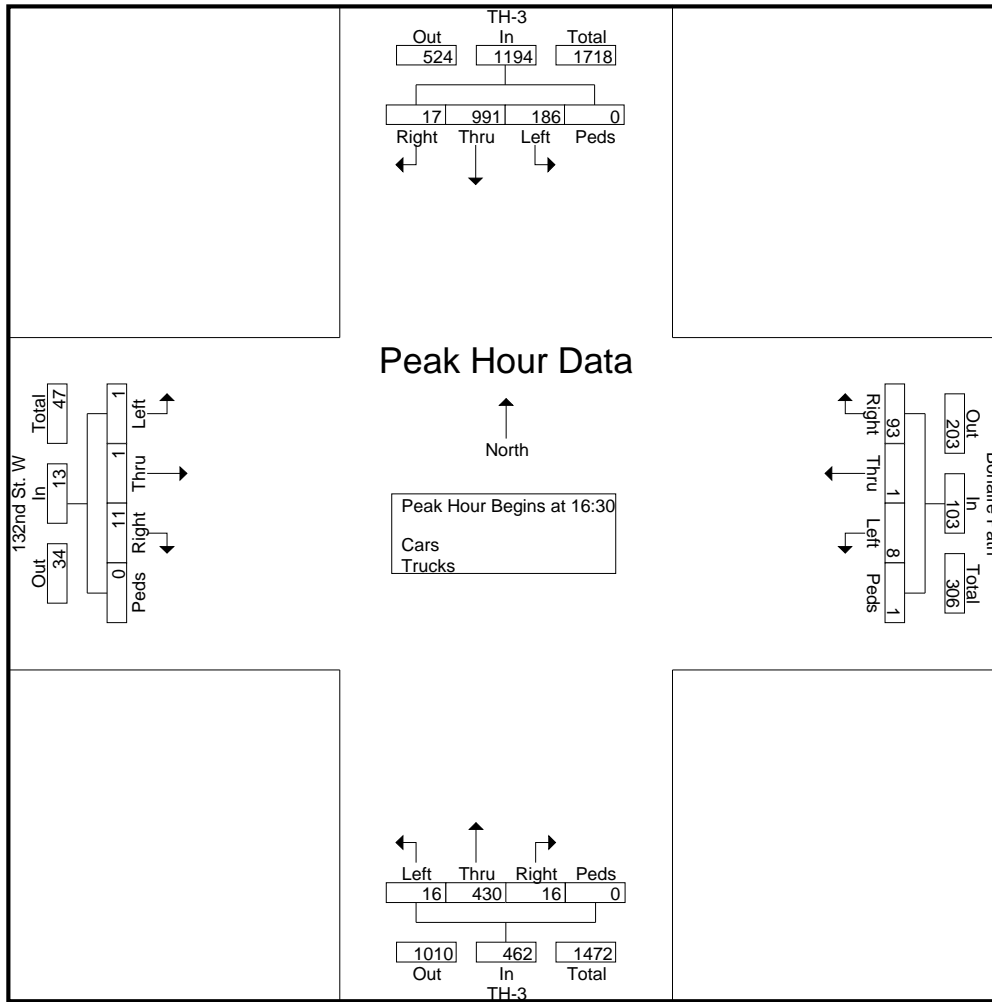 TH-3
Out In Total
524 1194 1718
17 991 186 0
Right Thru Left Peds
Peak Hour Data
North
Peak Hour Begins at 16:30
Cars
Trucks
132nd St. W
Total In Out
47 13 34
1 1 11 0
Left Thru Right Peds
Out In Total
203 103 306
93 1 8 1
Right Thru Left Peds
Left Thru Right Peds
16 430 16 0
1010 462 1472
Out In Total
TH-3